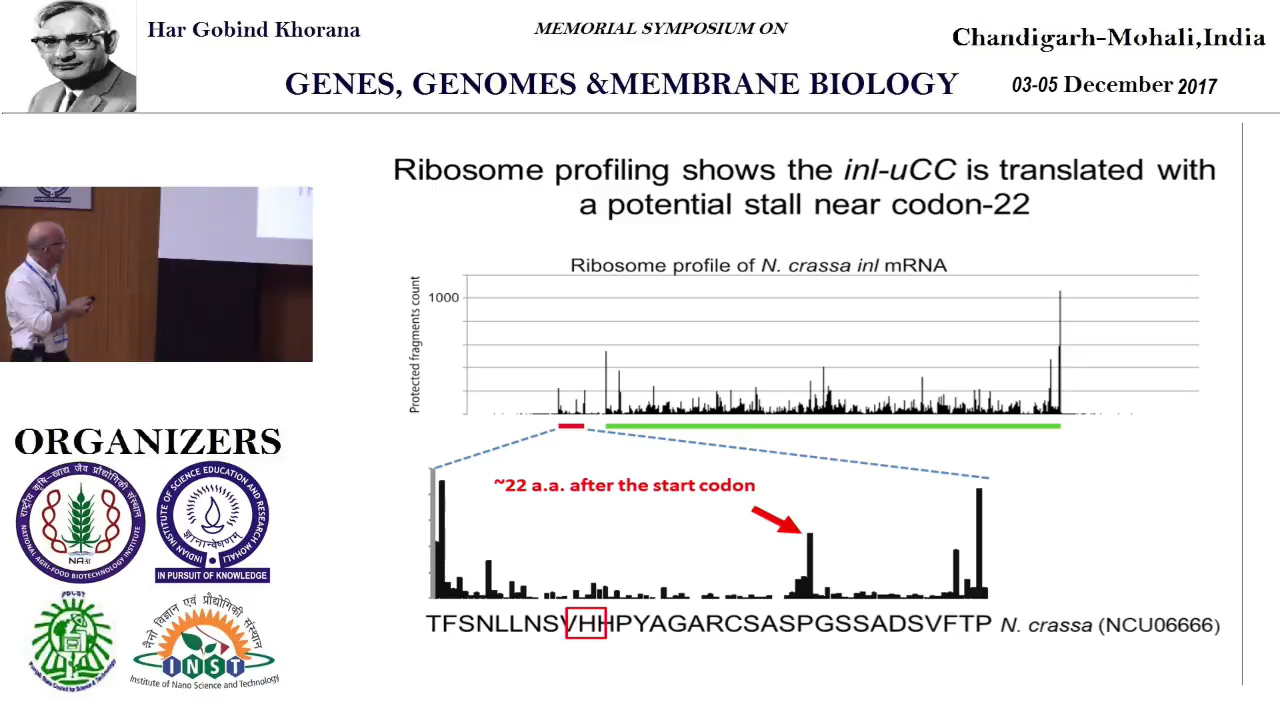 Har Gobind Khorana
MEMORIAL SYMPOSIUM ON
GENES, GENOMES &MEMBRANE BIOLOGY
Chandigarh-Mohali,India
03-05 December 2017
Ribosome profiling shows the inl-uCC is translated with
a potential stall near codon-22
Ribosome profile of N. crassa inl mRNA
Protected fragments count
1000
~22 a.a. after the start codon
TFSNLLNSVHHHPYAGARCSASPGSSADSVFTP N. crassa (NCU06666)
ORGANIZERS
राष्ट्रीय कृषि-खाद्य जैव प्रौद्योगिकी संस्थान
NATIONAL AGRI-FOOD BIOTECHNOLOGY INSTITUTE
INDIAN INSTITUTE OF SCIENCE EDUCATION AND RESEARCH MOHALI
IN PURSUIT OF KNOWLEDGE
नैनो विज्ञान एवं प्रौद्योगिकी संस्थान
INST
Institute of Nano Science and Technology